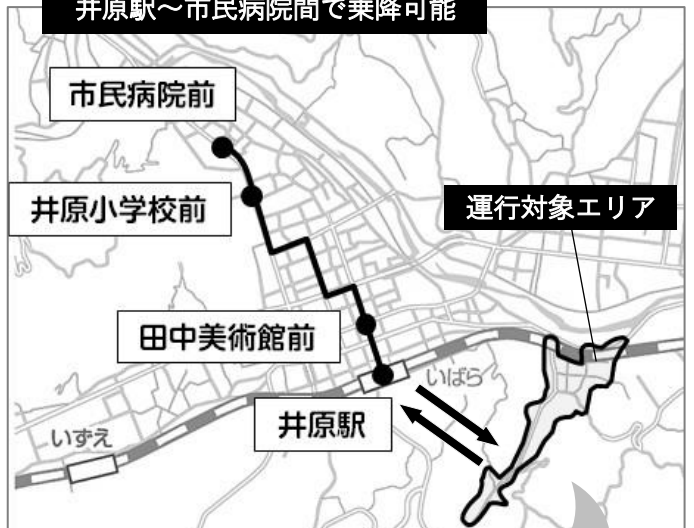 井原駅～市民病院間で乗降可能
市民病院前
井原小学校前
運行対象エリア
田中美術館前
いばら
井原駅
いずえ